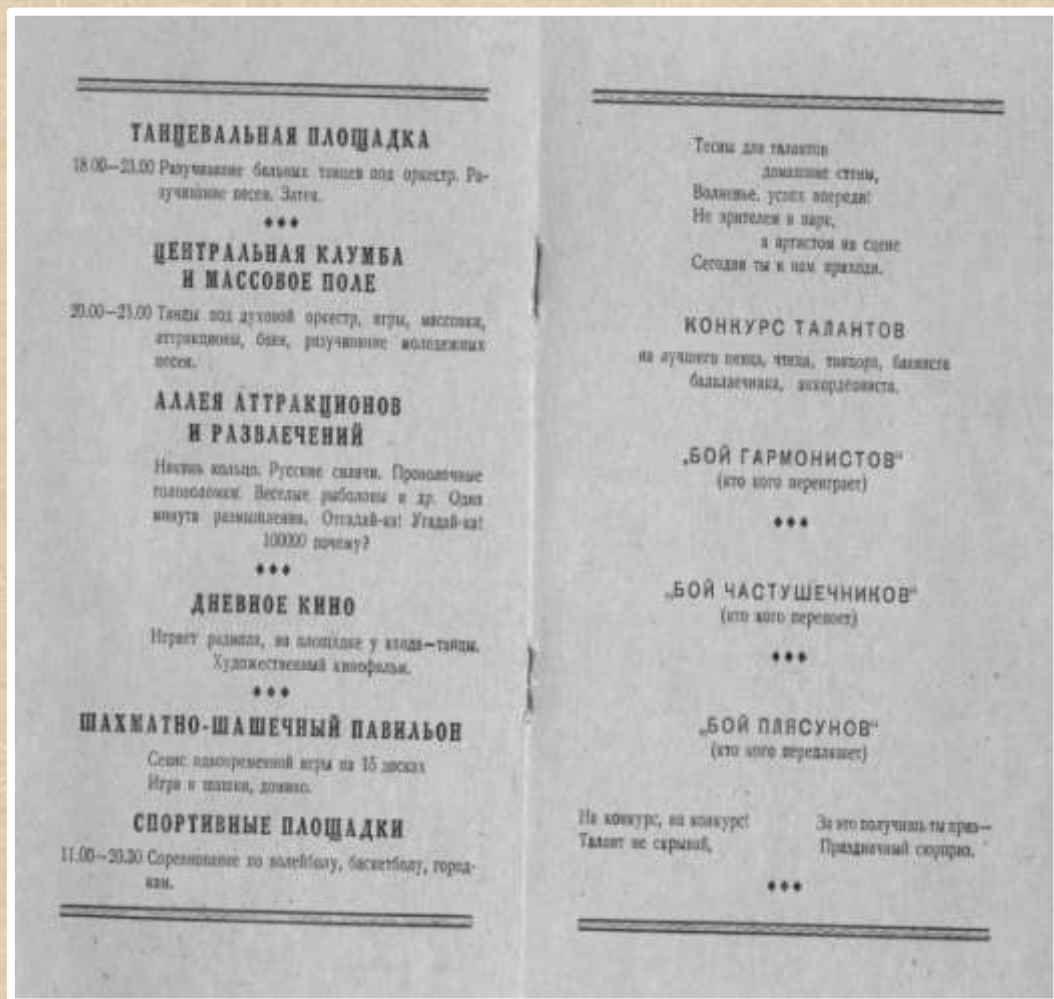 ТАНЦЕВАЛЬНАЯ ПЛОЩАДКА
18.00—23.00 Разучивание бальных танцев под оркестр. Ра-
зучивание песен. Затеи.
ЦЕНТРАЛЬНАЯ КЛУМБА
И МАССОВОЕ ПОЛЕ
20.00—23.00 Танцы под духовой оркестр, игры, массовки,
аттракционы, баян, разучивание молодежных
песен.
АЛЛЕЯ АТТРАКЦИОНОВ
И РАЗВЛЕЧЕНИЙ
Накинь кольцо. Русские силачи. Проволочные
головоломки. Веселые рыболовы и др. Одна
минута размышления. Отгадай-ка! Угадай-ка!
100000 почему?
ДНЕВНОЕ КИНО
Играет радиола, на площадке у входа—танцы.
Художественный кинофильм.
ШАХМАТНО-ШАШЕЧНЫЙ ПАВИЛЬОН
Сеанс одновременной игры на 15 досках
Игра в шашки, домино.
СПОРТИВНЫЕ ПЛОЩАДКИ
11.00—20.30 Соревнование по волейболу, баскетболу, город-
кам.
Тесны для талантов
домашние стены,
Волненье, успех впереди!
Не зрителем в парк,
а артистом на сцене
Сегодня ты к нам приходи.
КОНКУРС ТАЛАНТОВ
на лучшего певца, чтеца, танцора, баяниста
балалаечника, аккордеониста.
„БОЙ ГАРМОНИСТОВ“
(кто кого переиграет)
„БОЙ ЧАСТУШЕЧНИКОВ“
(кто кого перепоет)
„БОЙ ПЛЯСУНОВ“
(кто кого перепляшет)
На конкурс, на конкурс!
Талант не скрывай,
За это получишь ты приз—
Праздничный сюрприз.